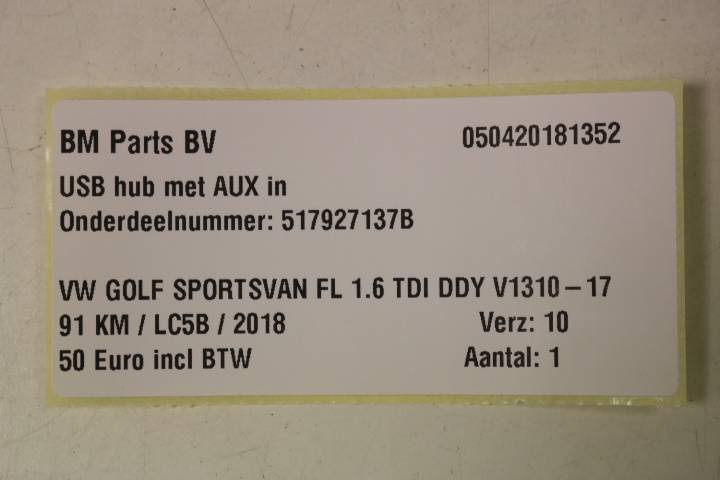 BM Parts BV 050420181352
USB hub met AUX in
Onderdeelnummer: 517927137B
VW GOLF SPORTSVAN FL 1.6 TDI DDY V1310-17
91 KM / LC5B / 2018 Verz: 10
50 Euro incl BTW Aantal: 1